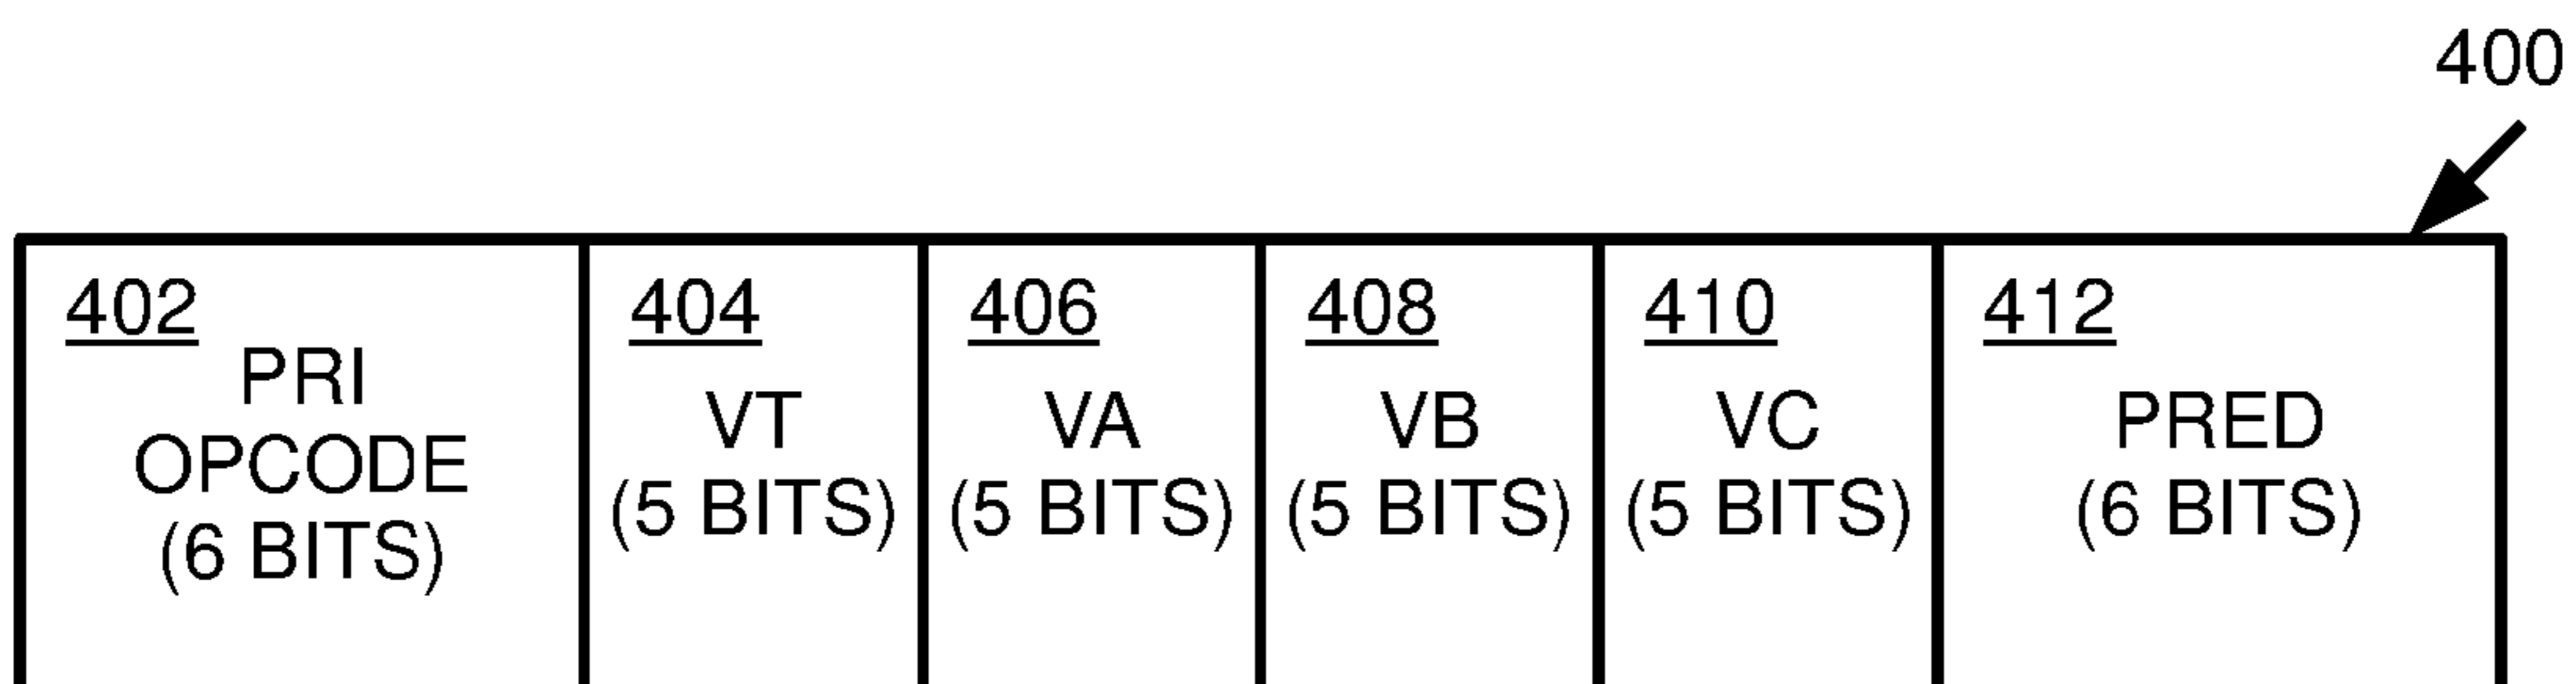 400
402
PRI
OPCODE
(6 BITS)
404
VT
(5 BITS)
406
VA
(5 BITS)
408
VB
(5 BITS)
410
VC
(5 BITS)
412
PRED
(6 BITS)